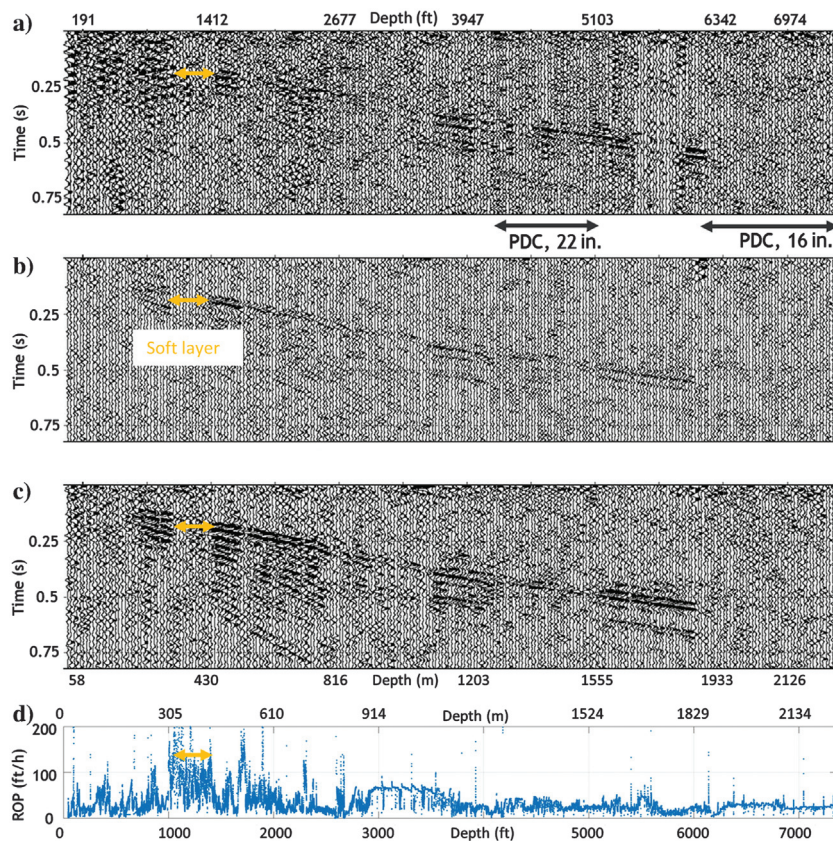 a) 191 1412 2677 Depth (ft) 3947 5103 6342 6974
0.25
Time (s)
0.5
0.75
PDC, 22 in. PDC, 16 in.
b)
0.25
Time (s)
Soft layer
0.5
0.75
c)
0.25
Time (s)
0.5
0.75
58 430 816 Depth (m) 1203 1555 1933 2126
d) 0 305 610 914 Depth (m) 1524 1829 2134
200
ROP (ft/h)
100
0
0 1000 2000 3000 Depth (ft) 5000 6000 7000